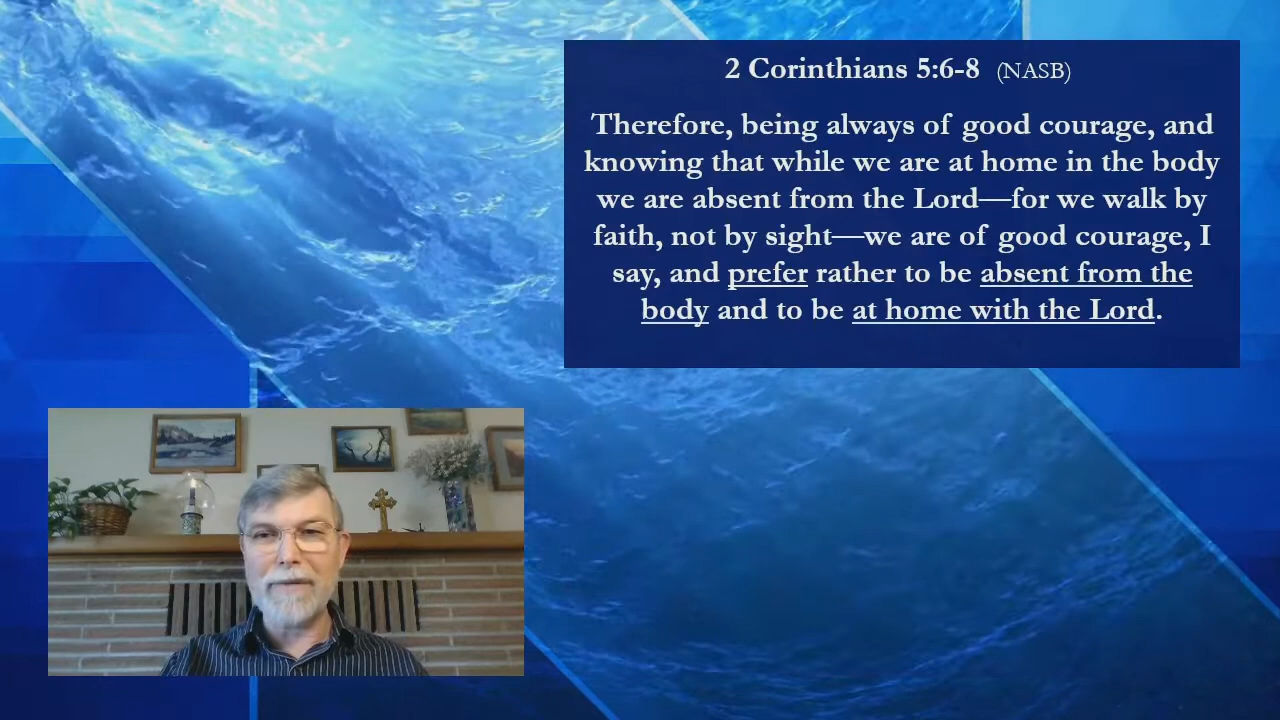 2 Corinthians 5:6-8 (NASB)
Therefore, being always of good courage, and
knowing that while we are at home in the body
we are absent from the Lord—for we walk by
faith, not by sight—we are of good courage, I
say, and prefer rather to be absent from the
body and to be at home with the Lord.